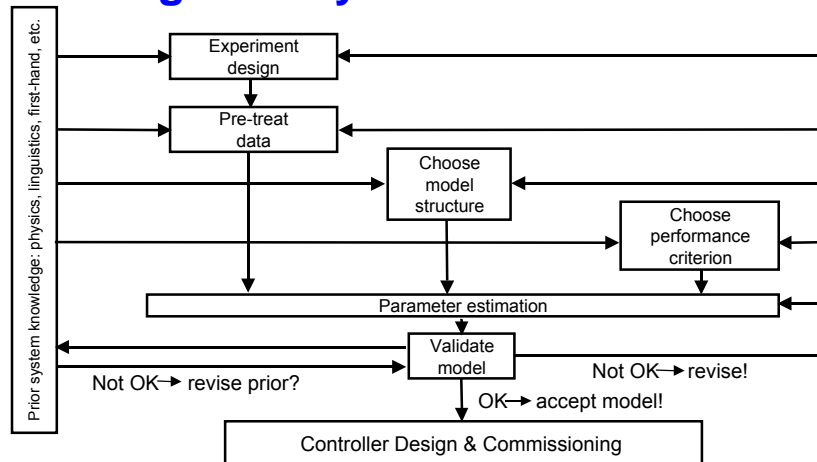 Prior system knowledge: physics, linguistics, first-hand, etc.
Experiment
design
Pre-treat
data
Choose
model
structure
Choose
performance
criterion
Parameter estimation
Validate
model
Not OK→ revise prior?
Not OK→ revise!
OK→ accept model!
Controller Design & Commissioning